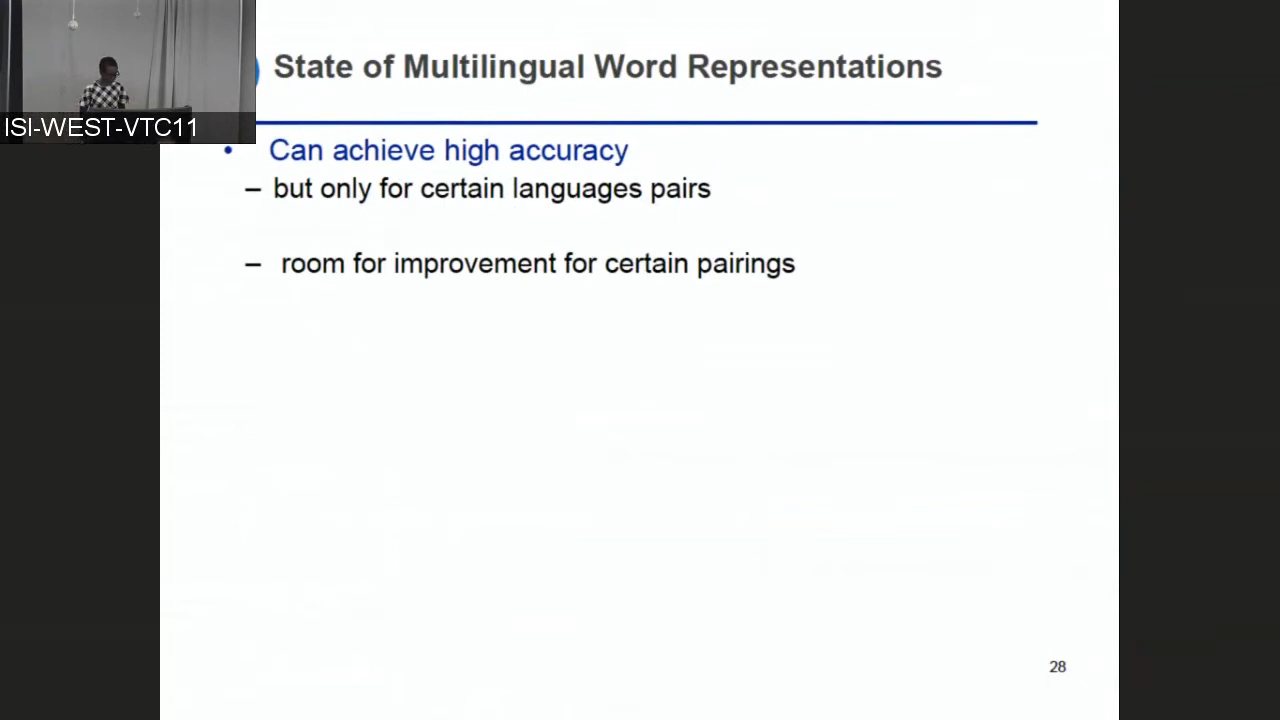 State of Multilingual Word Representations
ISI-WEST-VTC11
• Can achieve high accuracy
– but only for certain languages pairs
– room for improvement for certain pairings
28